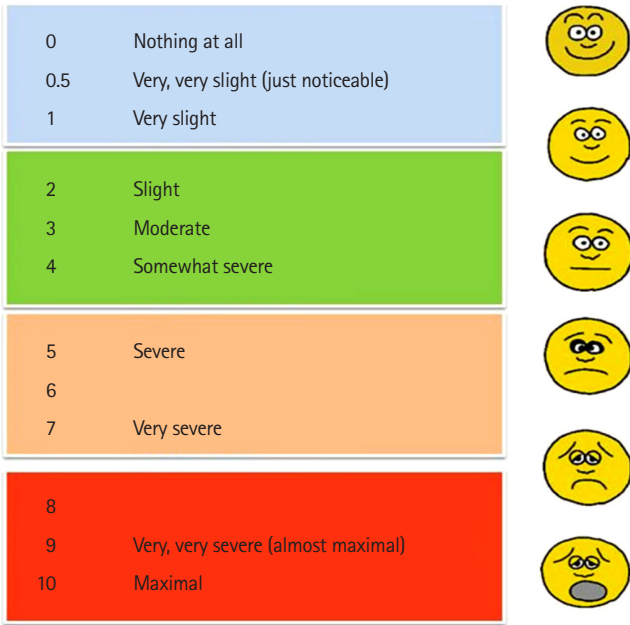 0 Nothing at all
0.5 Very, very slight (just noticeable)
1 Very slight
2 Slight
3 Moderate
4 Somewhat severe
5 Severe
6
7 Very severe
8
9 Very, very severe (almost maximal)
10 Maximal